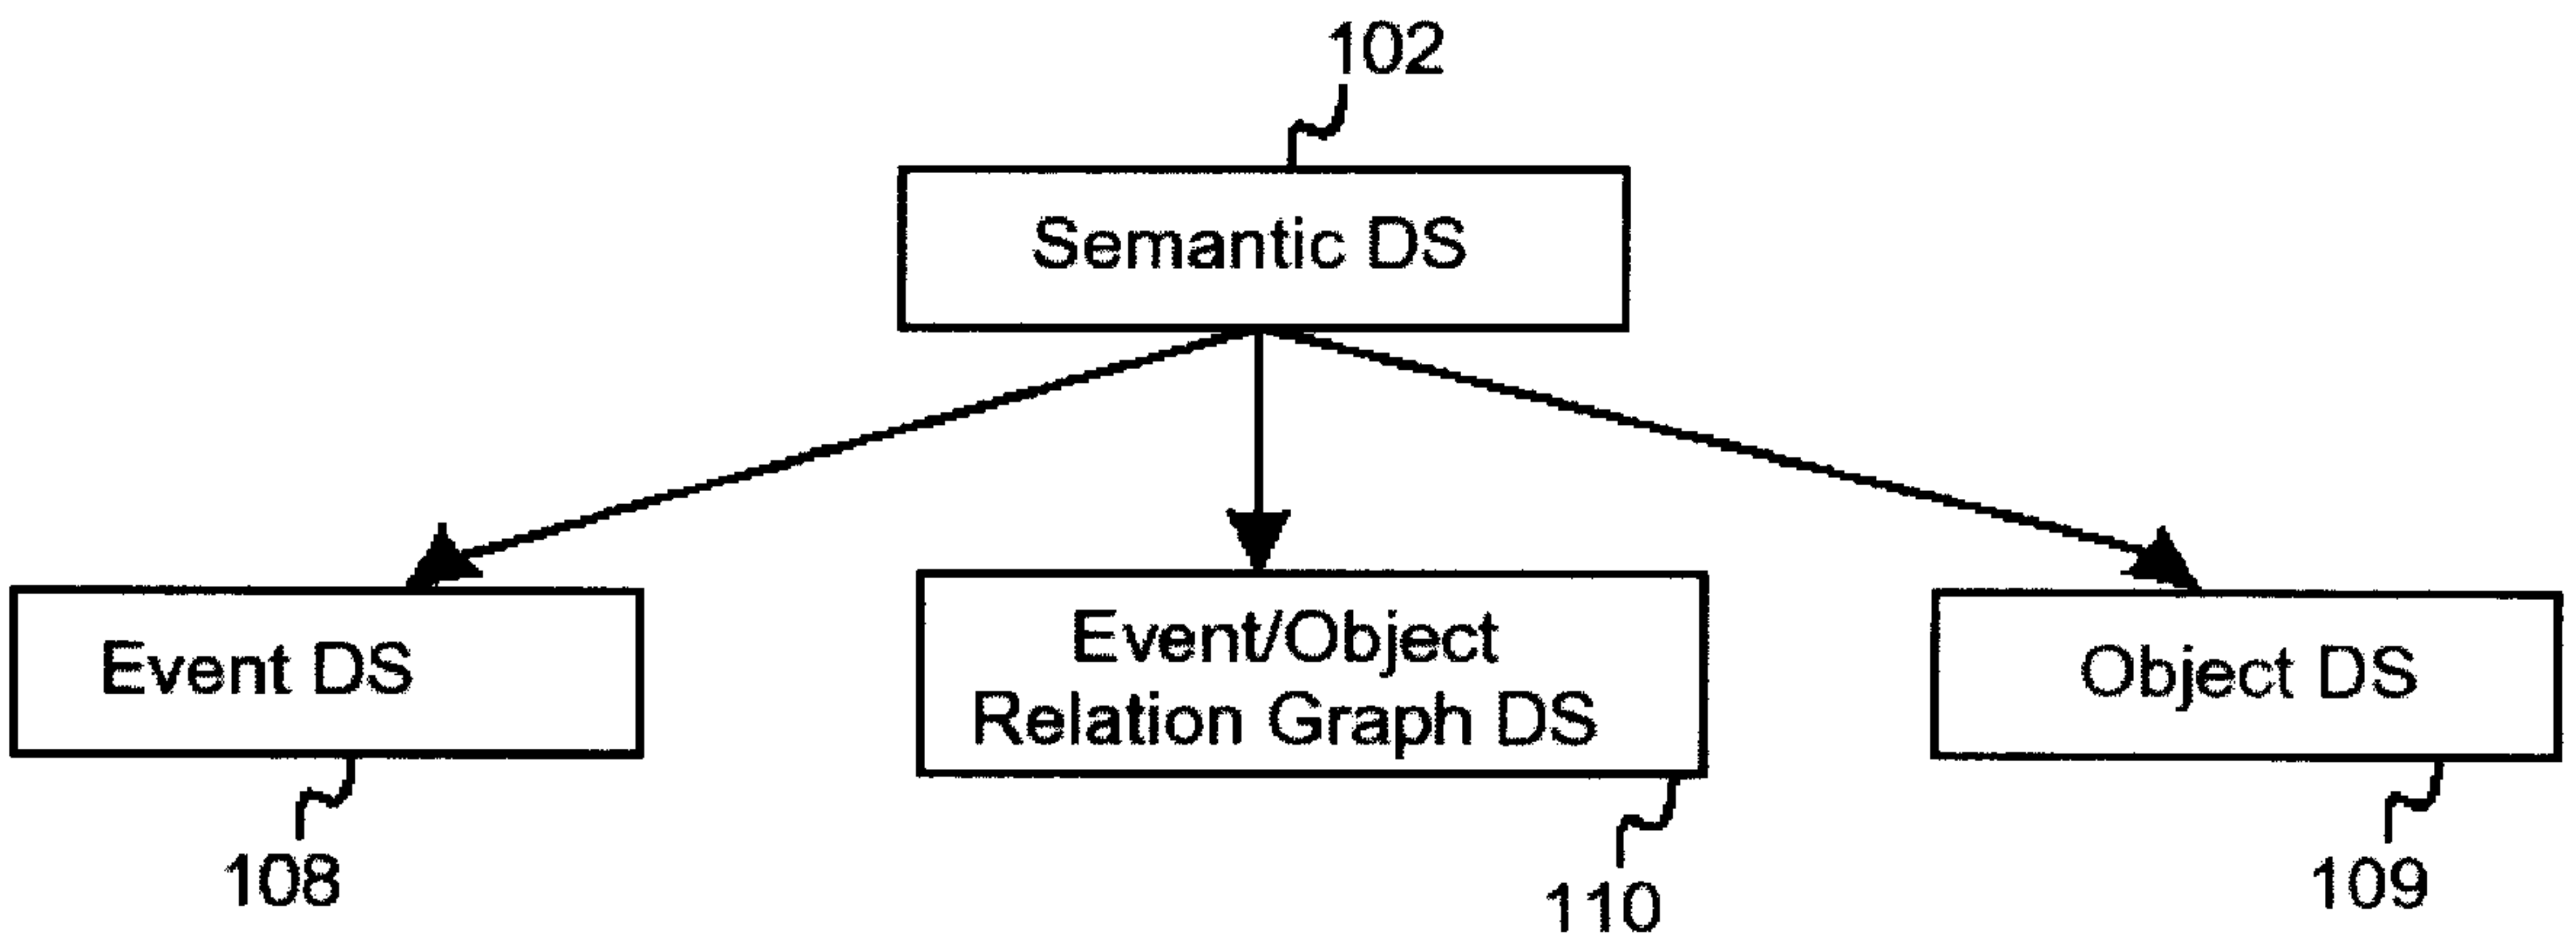 102
Semantic DS
Event DS
Event/Object
Relation Graph DS
Object DS
108
110
109